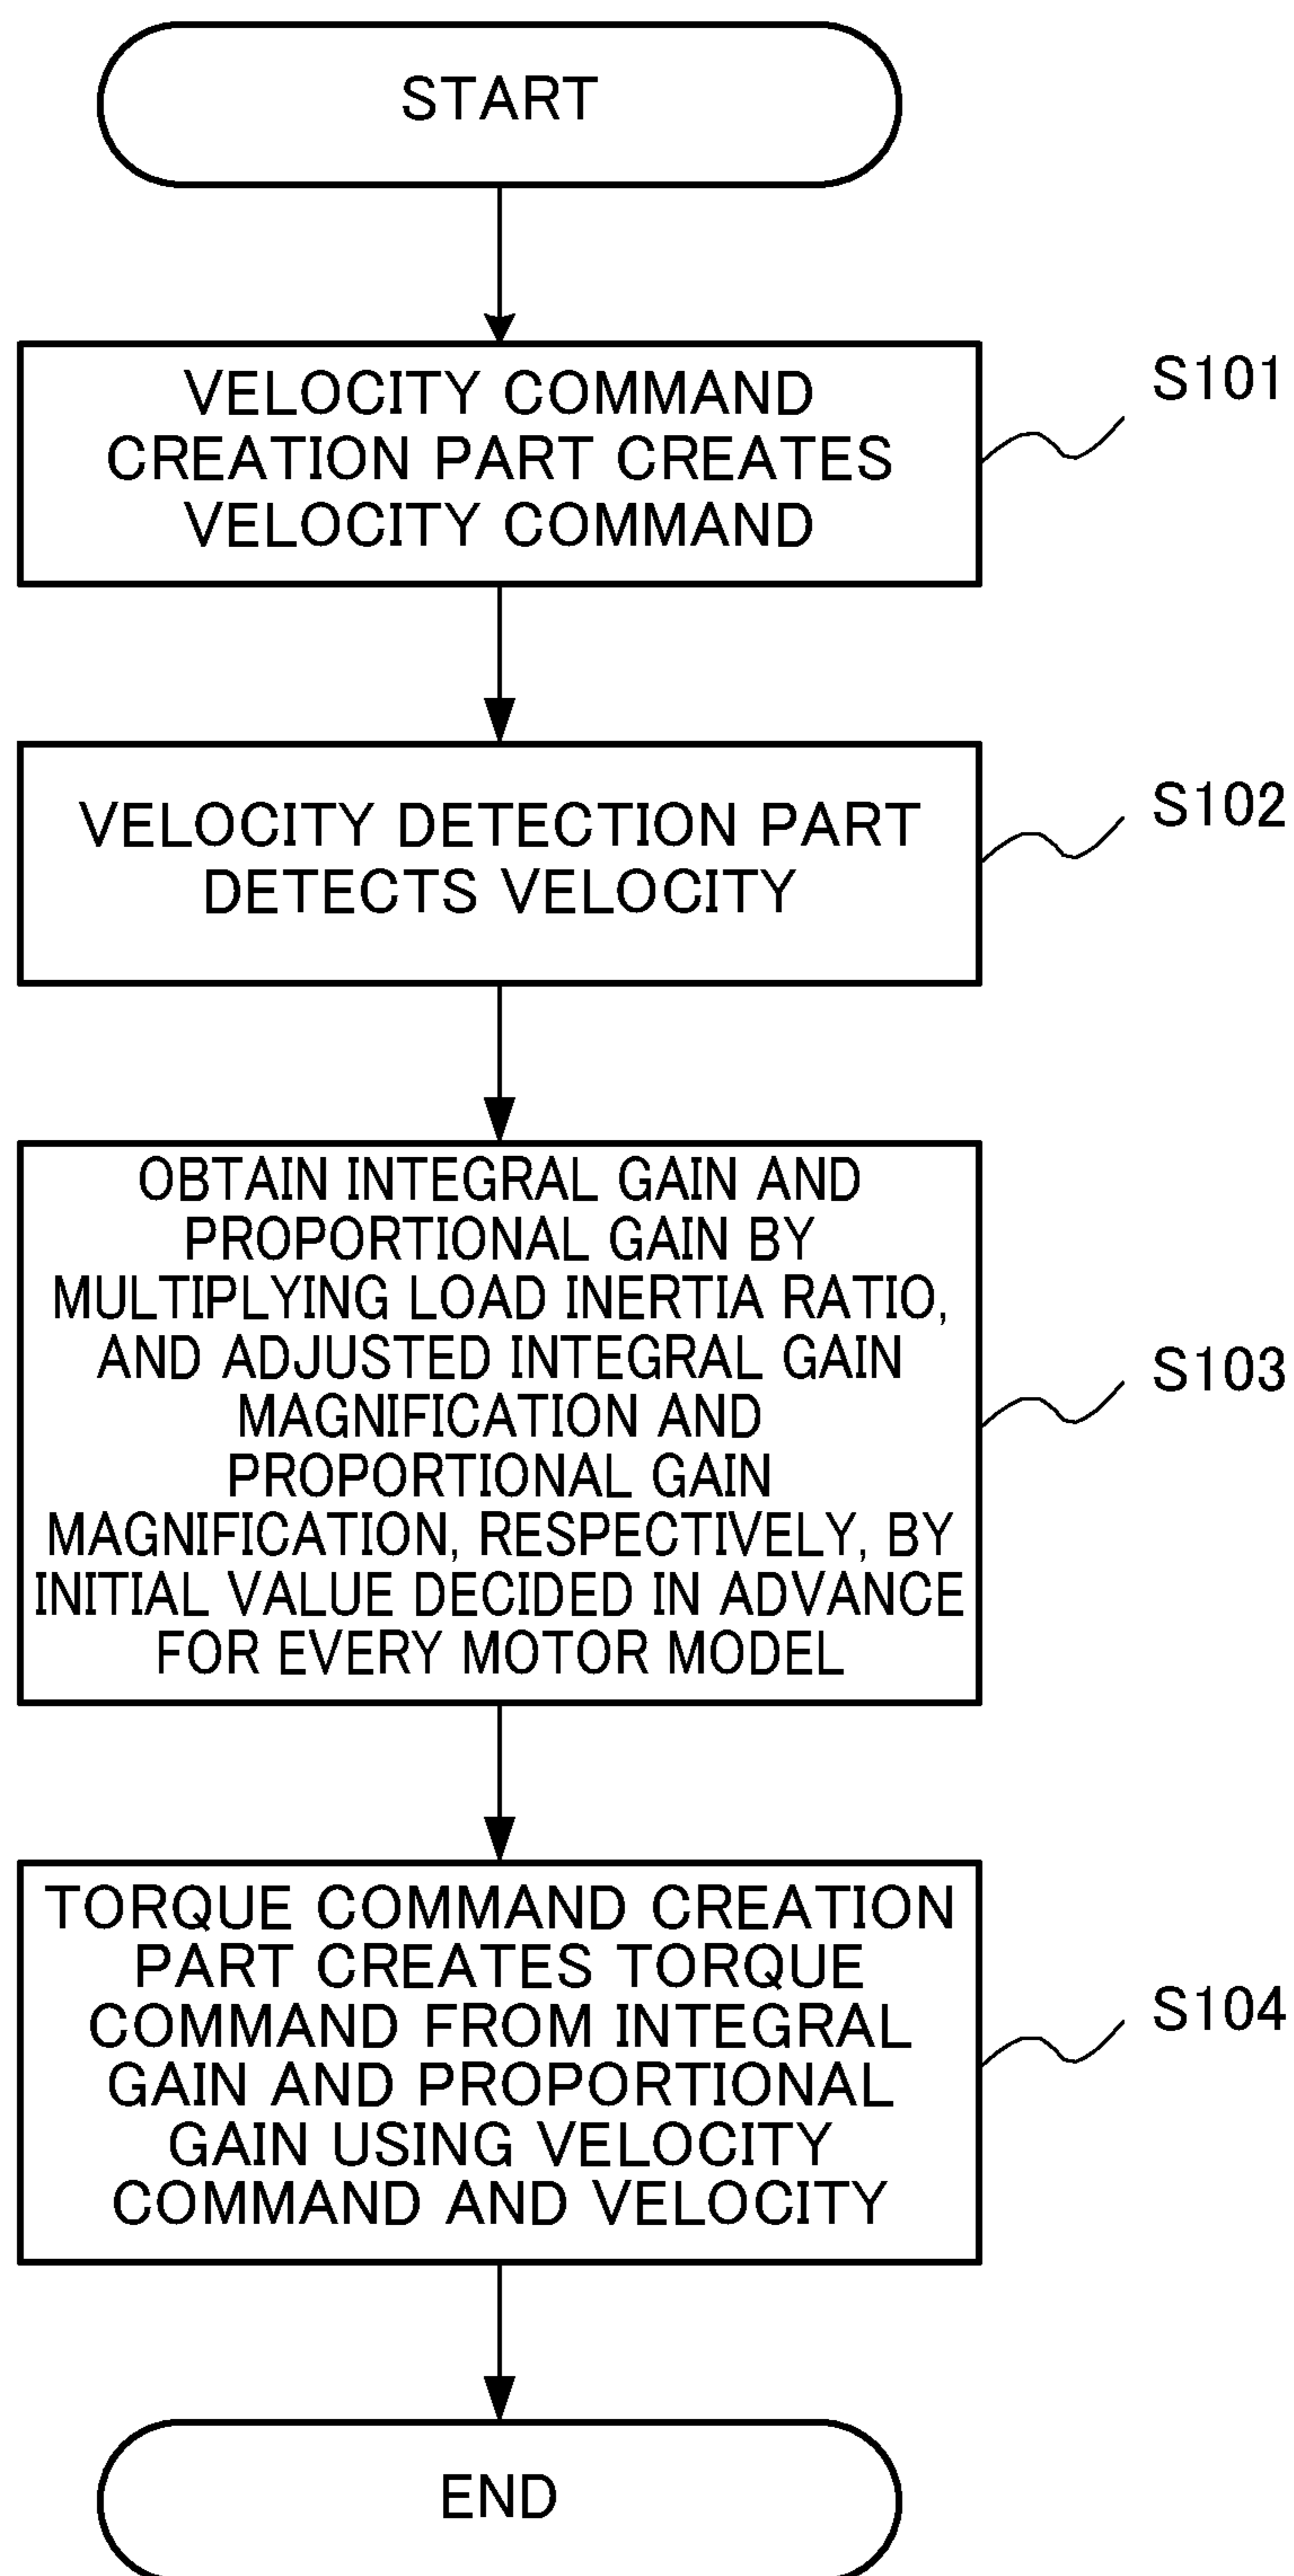 START
VELOCITY COMMAND
CREATION PART CREATES
VELOCITY COMMAND
S101
VELOCITY DETECTION PART
DETECTS VELOCITY
S102
OBTAIN INTEGRAL GAIN AND
PROPORTIONAL GAIN BY
MULTIPLYING LOAD INERTIA RATIO,
AND ADJUSTED INTEGRAL GAIN
MAGNIFICATION AND
PROPORTIONAL GAIN
MAGNIFICATION, RESPECTIVELY, BY
INITIAL VALUE DECIDED IN ADVANCE
FOR EVERY MOTOR MODEL
S103
TORQUE COMMAND CREATION
PART CREATES TORQUE
COMMAND FROM INTEGRAL
GAIN AND PROPORTIONAL
GAIN USING VELOCITY
COMMAND AND VELOCITY
S104
END